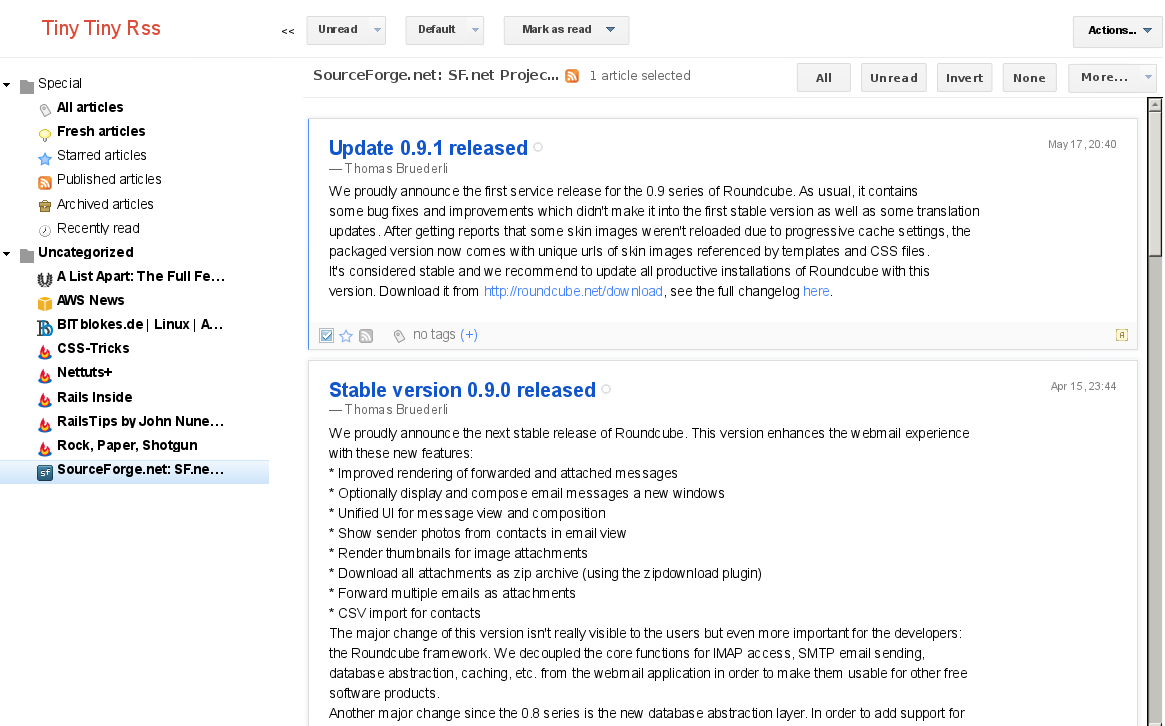 Tiny Tiny Rss
<<
Unread
Default
Mark as read
Actions...
Special
All articles
Fresh articles
Starred articles
Published articles
Archived articles
Recently read
Uncategorized
A List Apart: The Full Fe...
AWS News
BITblokes.de | Linux | A...
CSS-Tricks
Nettuts+
Rails Inside
RailsTips by John Nune...
Rock, Paper, Shotgun
sf SourceForge.net: SF.ne...
SourceForge.net: SF.net Projec... 1 article selected
All
Unread
Invert
None
More...
Update 0.9.1 released
May 17, 20:40
— Thomas Bruederli
We proudly announce the first service release for the 0.9 series of Roundcube. As usual, it contains
some bug fixes and improvements which didn't make it into the first stable version as well as some translation
updates. After getting reports that some skin images weren't reloaded due to progressive cache settings, the
packaged version now comes with unique urls of skin images referenced by templates and CSS files.
It's considered stable and we recommend to update all productive installations of Roundcube with this
version. Download it from http://roundcube.net/download, see the full changelog here.
no tags (+)
Stable version 0.9.0 released
Apr 15, 23:44
— Thomas Bruederli
We proudly announce the next stable release of Roundcube. This version enhances the webmail experience
with these new features:
* Improved rendering of forwarded and attached messages
* Optionally display and compose email messages a new windows
* Unified UI for message view and composition
* Show sender photos from contacts in email view
* Render thumbnails for image attachments
* Download all attachments as zip archive (using the zipdownload plugin)
* Forward multiple emails as attachments
* CSV import for contacts
The major change of this version isn't really visible to the users but even more important for the developers:
the Roundcube framework. We decoupled the core functions for IMAP access, SMTP email sending,
database abstraction, caching, etc. from the webmail application in order to make them usable for other free
software products.
Another major change since the 0.8 series is the new database abstraction layer. In order to add support for